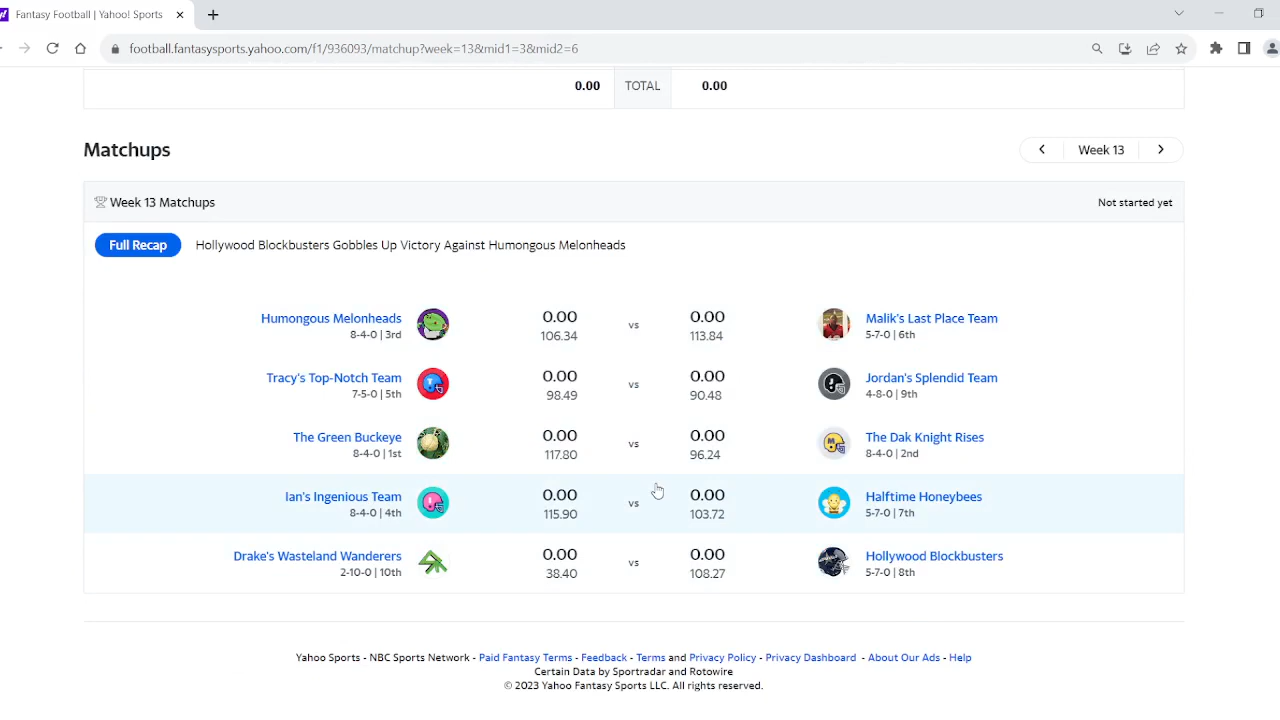 Fantasy Football | Yahoo! Sports
football.fantasysports.yahoo.com/f1/936093/matchup?week=13&mid1=3&mid2=6
0.00 TOTAL 0.00
Matchups
Week 13
Week 13 Matchups
Not started yet
Full Recap Hollywood Blockbusters Gobbles Up Victory Against Humongous Melonheads
Humongous Melonheads 0.00 vs 0.00 Malik's Last Place Team
8-4-0 | 3rd 106.34 113.84 5-7-0 | 6th
Tracy's Top-Notch Team 0.00 vs 0.00 Jordan's Splendid Team
7-5-0 | 5th 98.49 90.48 4-8-0 | 9th
The Green Buckeye 0.00 vs 0.00 The Dak Knight Rises
8-4-0 | 1st 117.80 96.24 8-4-0 | 2nd
Ian's Ingenious Team 0.00 vs 0.00 Halftime Honeybees
8-4-0 | 4th 115.90 103.72 5-7-0 | 7th
Drake's Wasteland Wanderers 0.00 vs 0.00 Hollywood Blockbusters
2-10-0 | 10th 38.40 108.27 5-7-0 | 8th
Yahoo Sports - NBC Sports Network - Paid Fantasy Terms - Feedback - Terms and Privacy Policy - Privacy Dashboard - About Our Ads - Help
Certain Data by Sportradar and Rotowire
© 2023 Yahoo Fantasy Sports LLC. All rights reserved.